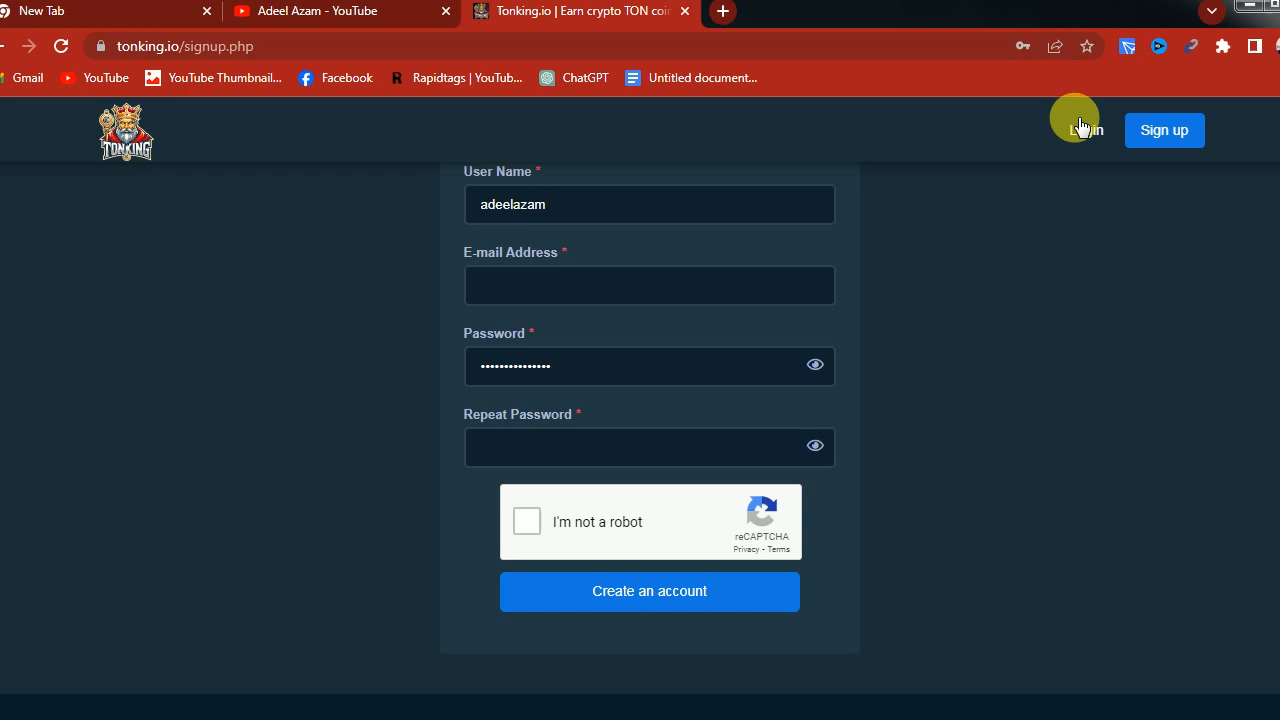 New Tab
Adeel Azam - YouTube
Tonking.io | Earn crypto TON coi
tonking.io/signup.php
Gmail
YouTube
YouTube Thumbnail...
Facebook
Rapidtags | YouTub...
ChatGPT
Untitled document...
TONKING
Login
Sign up
User Name *
adeelazam
E-mail Address *
Password *
••••••••••••••
Repeat Password *
I'm not a robot
reCAPTCHA
Privacy - Terms
Create an account